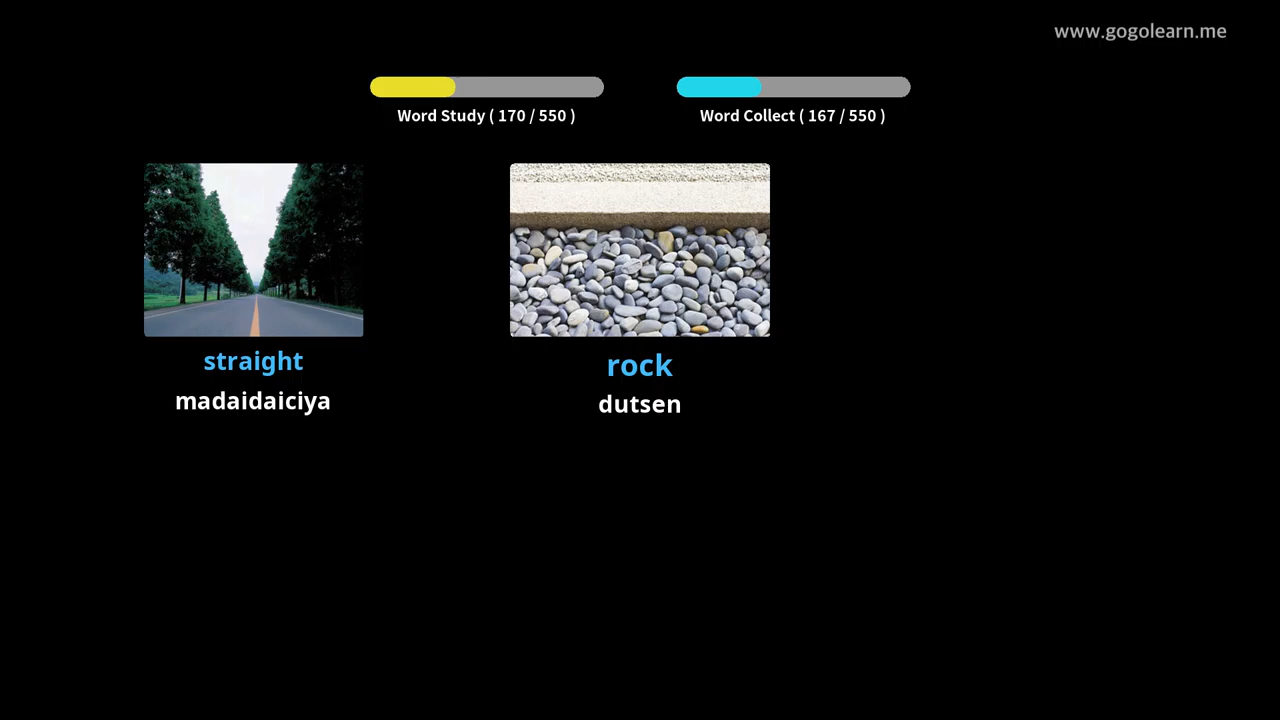 www.gogolearn.me
Word Study ( 170 / 550 )
Word Collect ( 167 / 550 )
straight
madaidaiciya
rock
dutsen